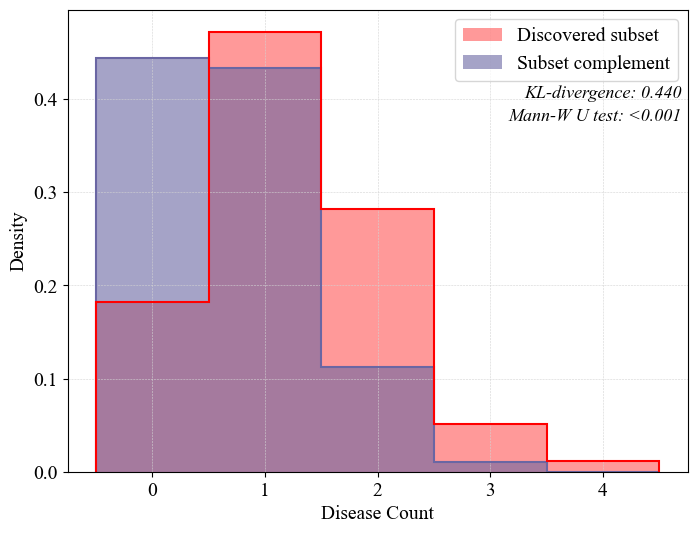 Discovered subset
Subset complement
KL-divergence: 0.440
Mann-W U test: <0.001
Density
0.4
0.3
0.2
0.1
0.0
0 1 2 3 4
Disease Count